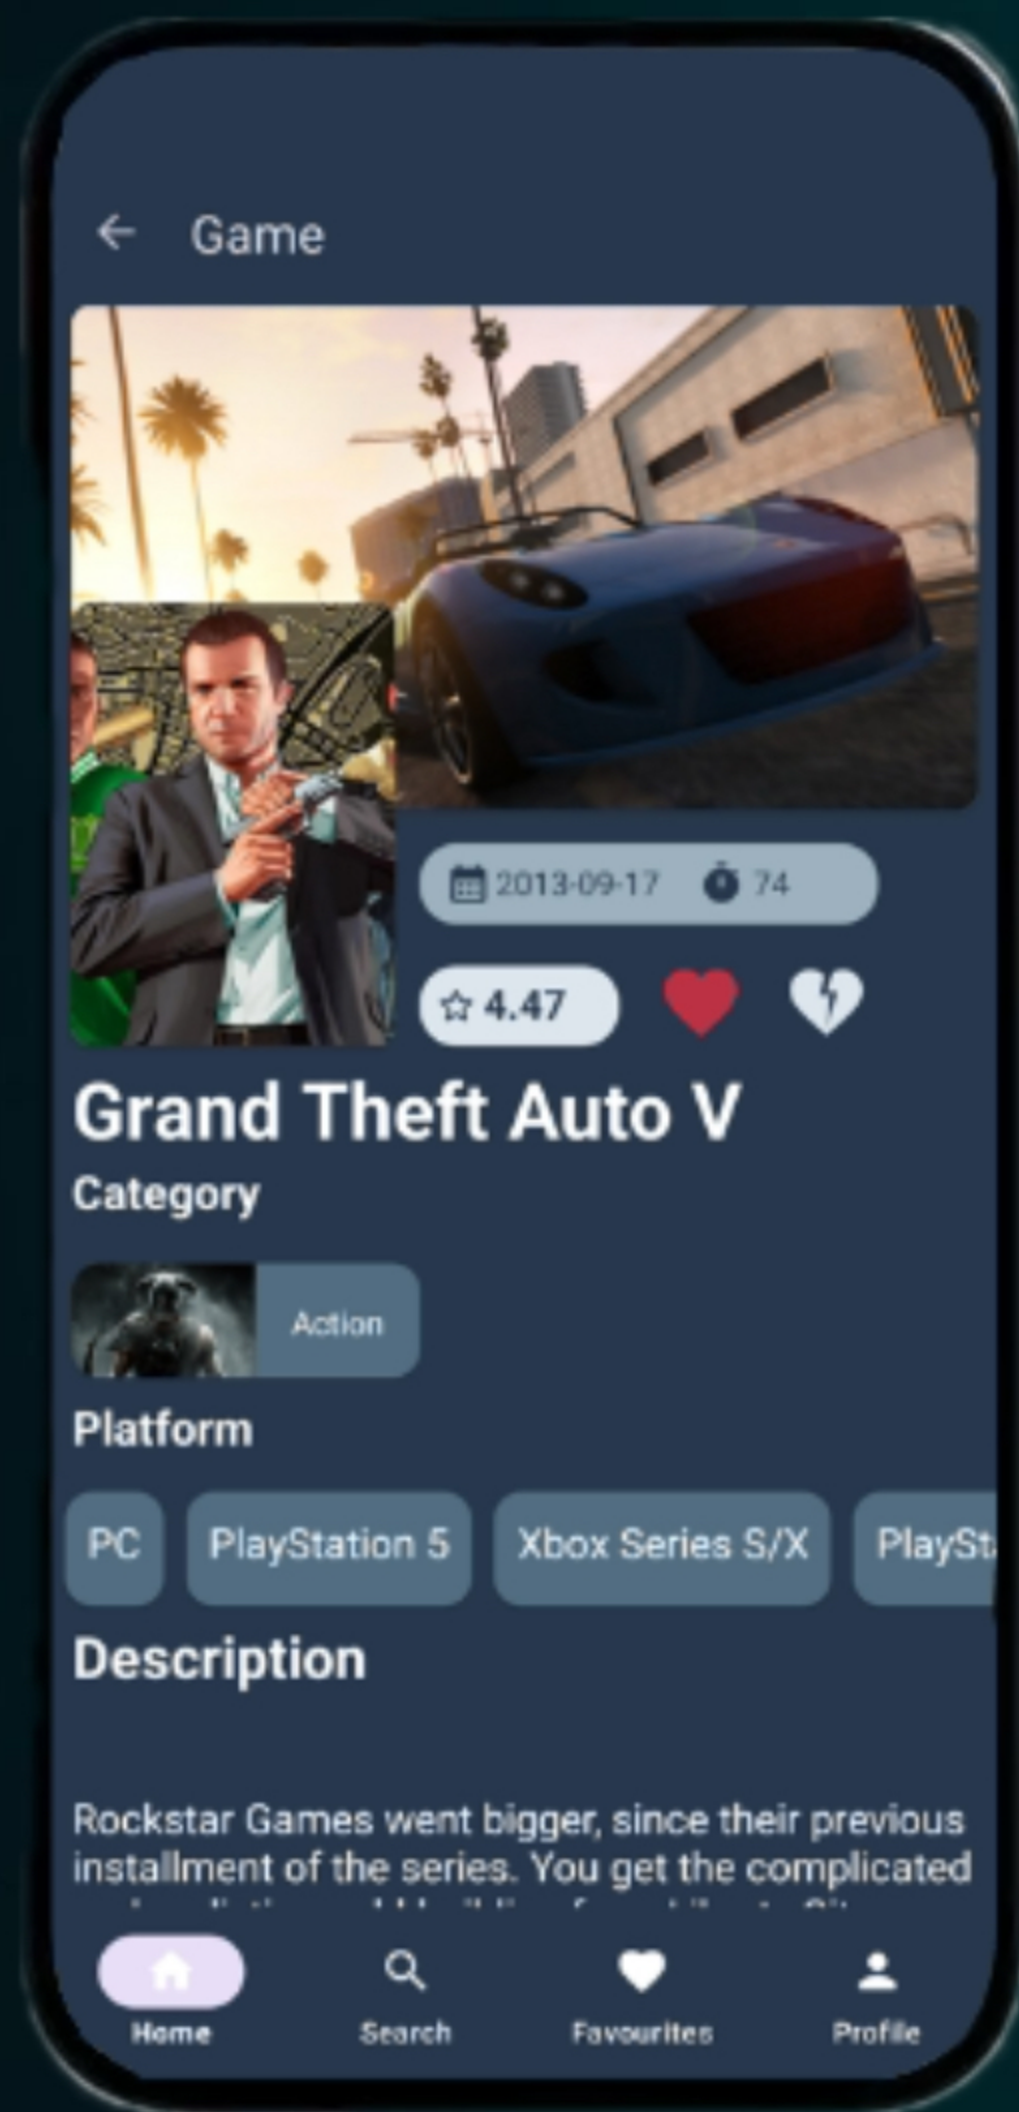 Game
2013-09-17 74
4.47
Grand Theft Auto V
Category
Action
Platform
PC PlayStation 5 Xbox Series S/X PlaySta
Description
Rockstar Games went bigger, since their previous
installment of the series. You get the complicated
Home Search Favourites Profile